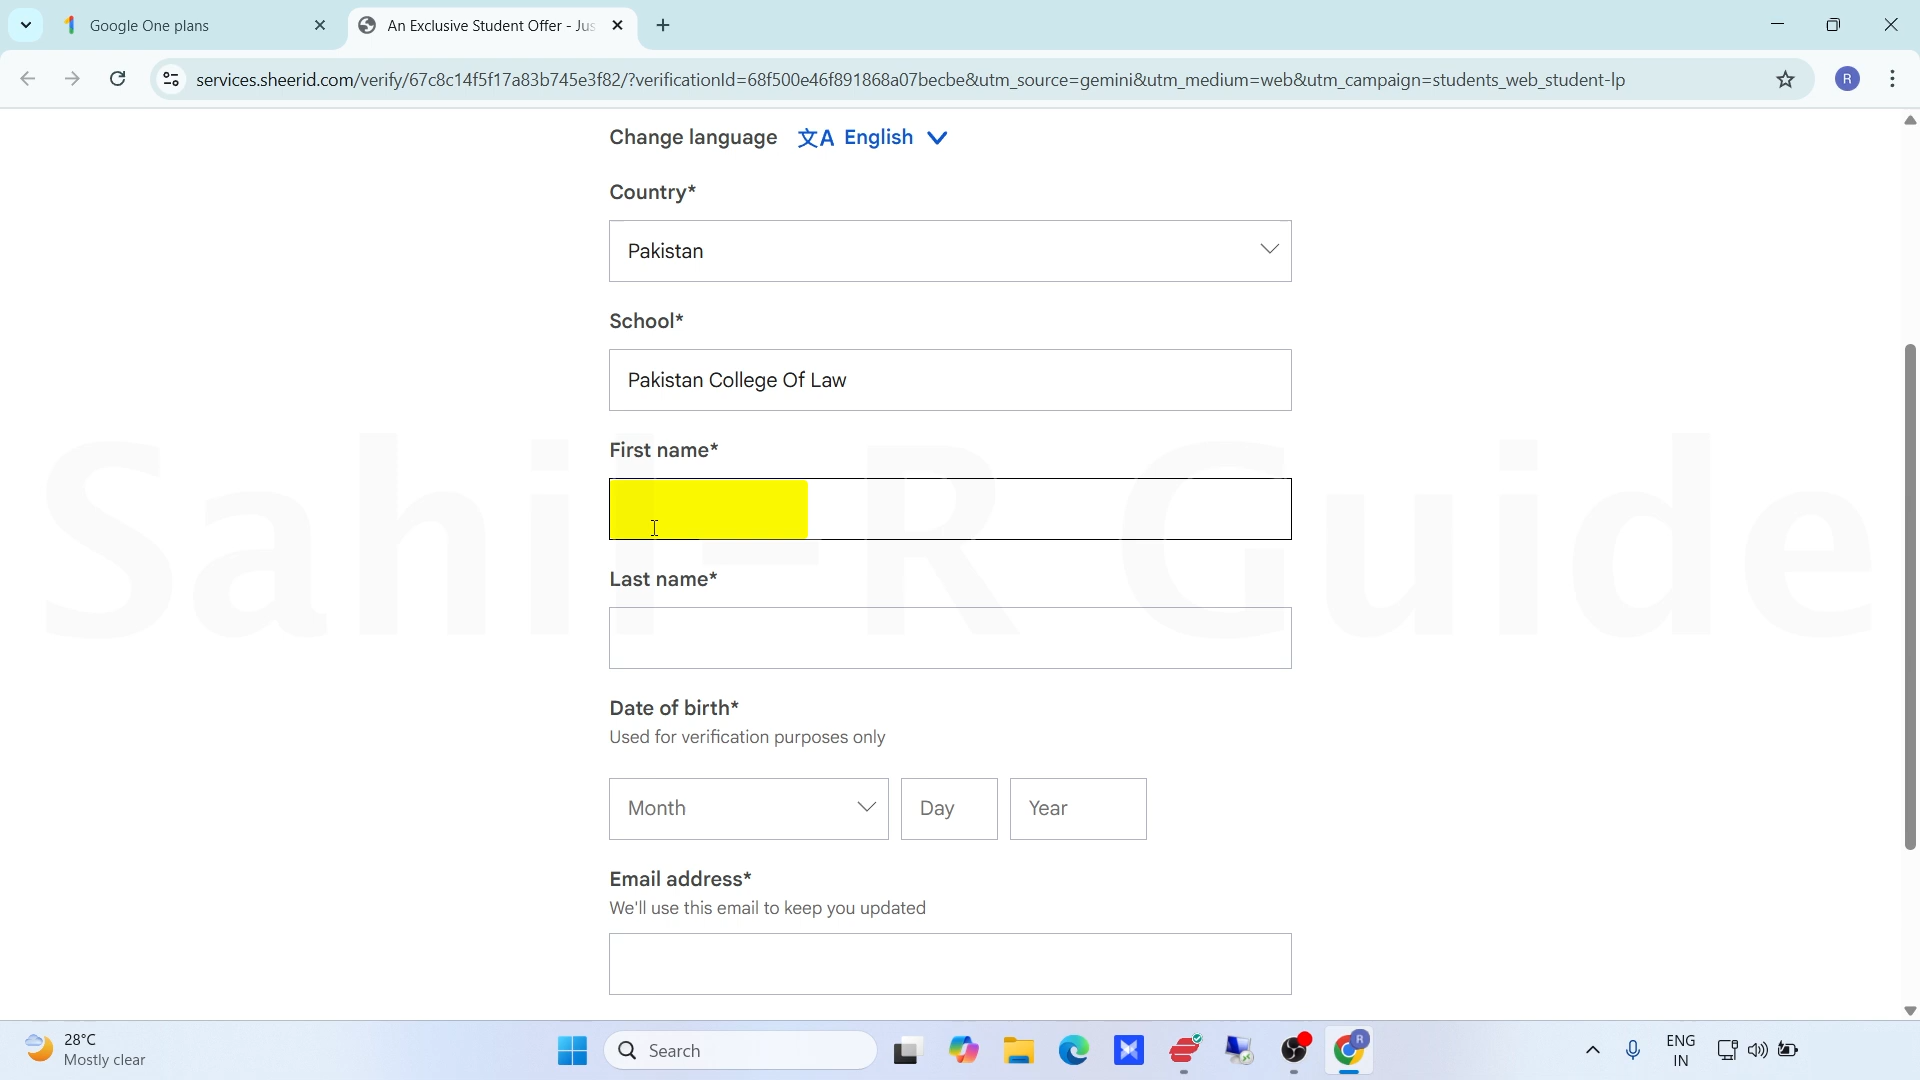 Google One plans
An Exclusive Student Offer - Jus
services.sheerid.com/verify/67c8c14f5f17a83b745e3f82/?verificationId=68f500e46f891868a07becbe&utm_source=gemini&utm_medium=web&utm_campaign=students_web_student-lp
R
Change language 文A English
Country*
Pakistan
School*
Pakistan College Of Law
First name*
Sahil-R Guide
Last name*
Date of birth*
Used for verification purposes only
Month Day Year
Email address*
We'll use this email to keep you updated
28°C
Mostly clear
Search
R
ENG
IN